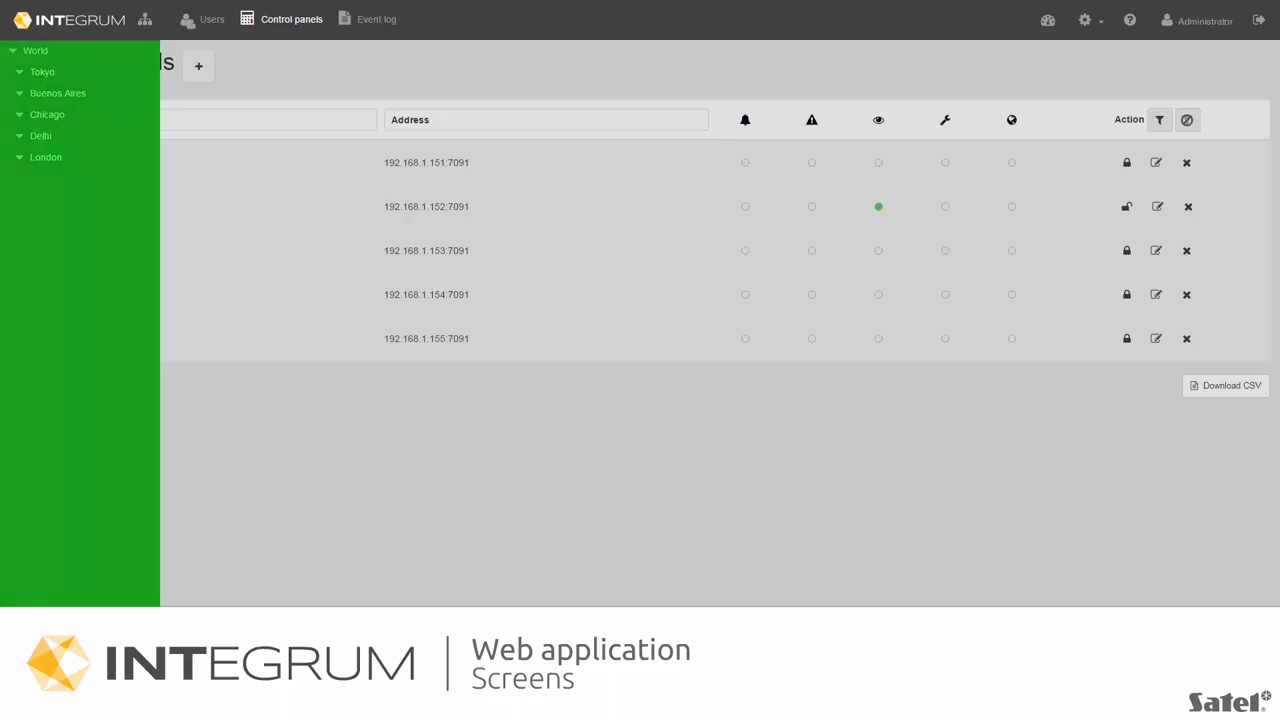 INTEGRUM Users Control panels Event log Administrator
World
Tokyo
Buenos Aires
Chicago
Delhi
London
ls +
Address Action
192.168.1.151:7091
192.168.1.152:7091
192.168.1.153:7091
192.168.1.154:7091
192.168.1.155:7091
Download CSV
INTEGRUM
Web application
Screens
Satel